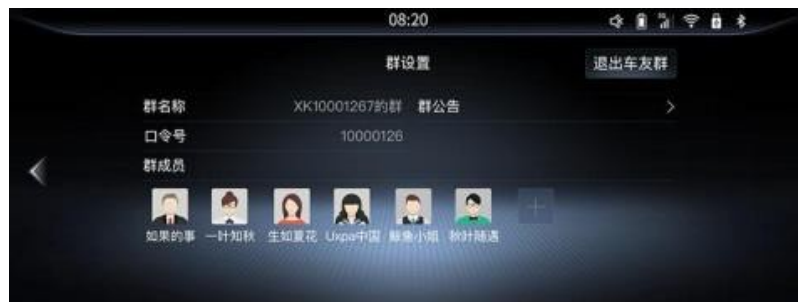 08:20
群设置
退出车友群
群名称 XK10001267的群 群公告
口令号 10000126
群成员
如果的事 一叶知秋 生如夏花 Uxpa中国 鲸鱼小姐 秋叶随遇